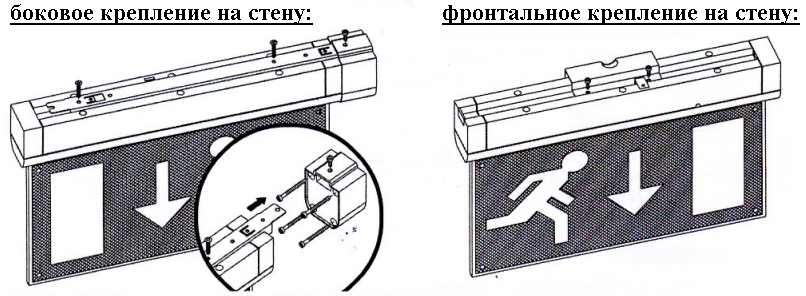 боковое крепление на стену:
фронтальное крепление на стену: